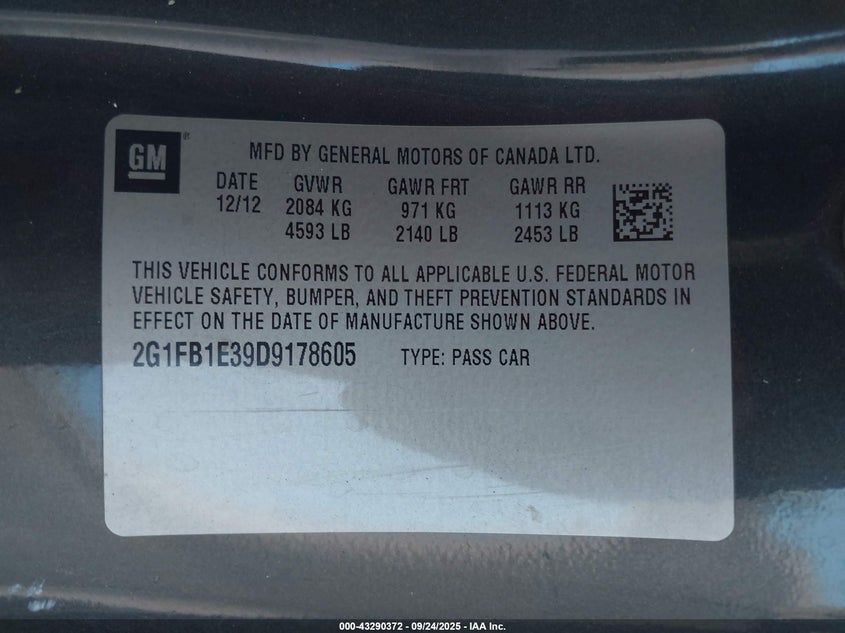 GM®
MFD BY GENERAL MOTORS OF CANADA LTD.
DATE GVWR GAWR FRT GAWR RR
12/12 2084 KG 971 KG 1113 KG
4593 LB 2140 LB 2453 LB
THIS VEHICLE CONFORMS TO ALL APPLICABLE U.S. FEDERAL MOTOR
VEHICLE SAFETY, BUMPER, AND THEFT PREVENTION STANDARDS IN
EFFECT ON THE DATE OF MANUFACTURE SHOWN ABOVE.
2G1FB1E39D9178605 TYPE: PASS CAR
000-43290372 - 09/24/2025 - IAA Inc.